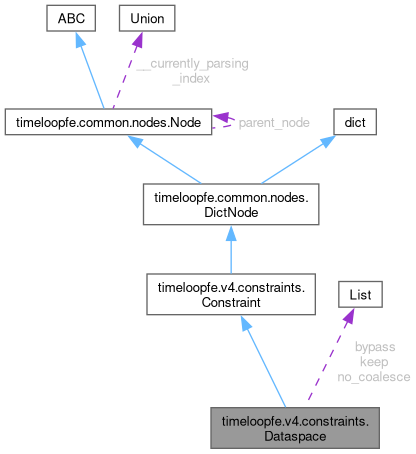 ABC
Union
__currently_parsing
_index
timeloopfe.common.nodes.Node
parent_node
dict
timeloopfe.common.nodes.
DictNode
timeloopfe.v4.constraints.
Constraint
List
bypass
keep
no_coalesce
timeloopfe.v4.constraints.
Dataspace